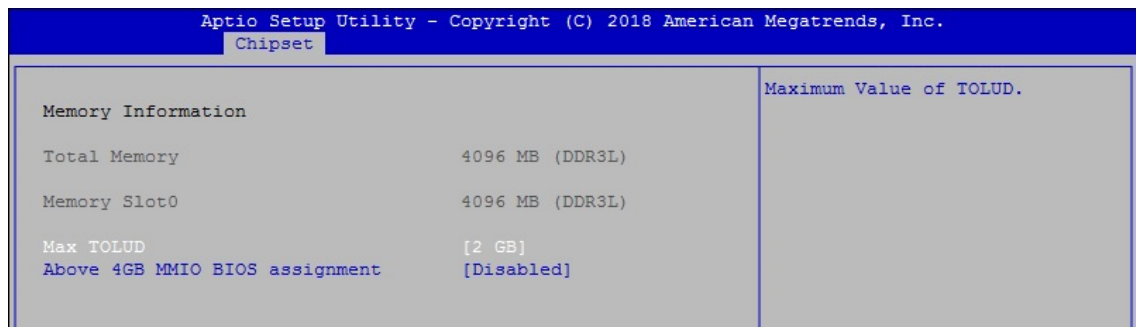 Aptio Setup Utility - Copyright (C) 2018 American Megatrends, Inc.
Chipset
Maximum Value of TOLUD.
Memory Information
Total Memory 4096 MB (DDR3L)
Memory Slot0 4096 MB (DDR3L)
Max TOLUD [2 GB]
Above 4GB MMIO BIOS assignment [Disabled]